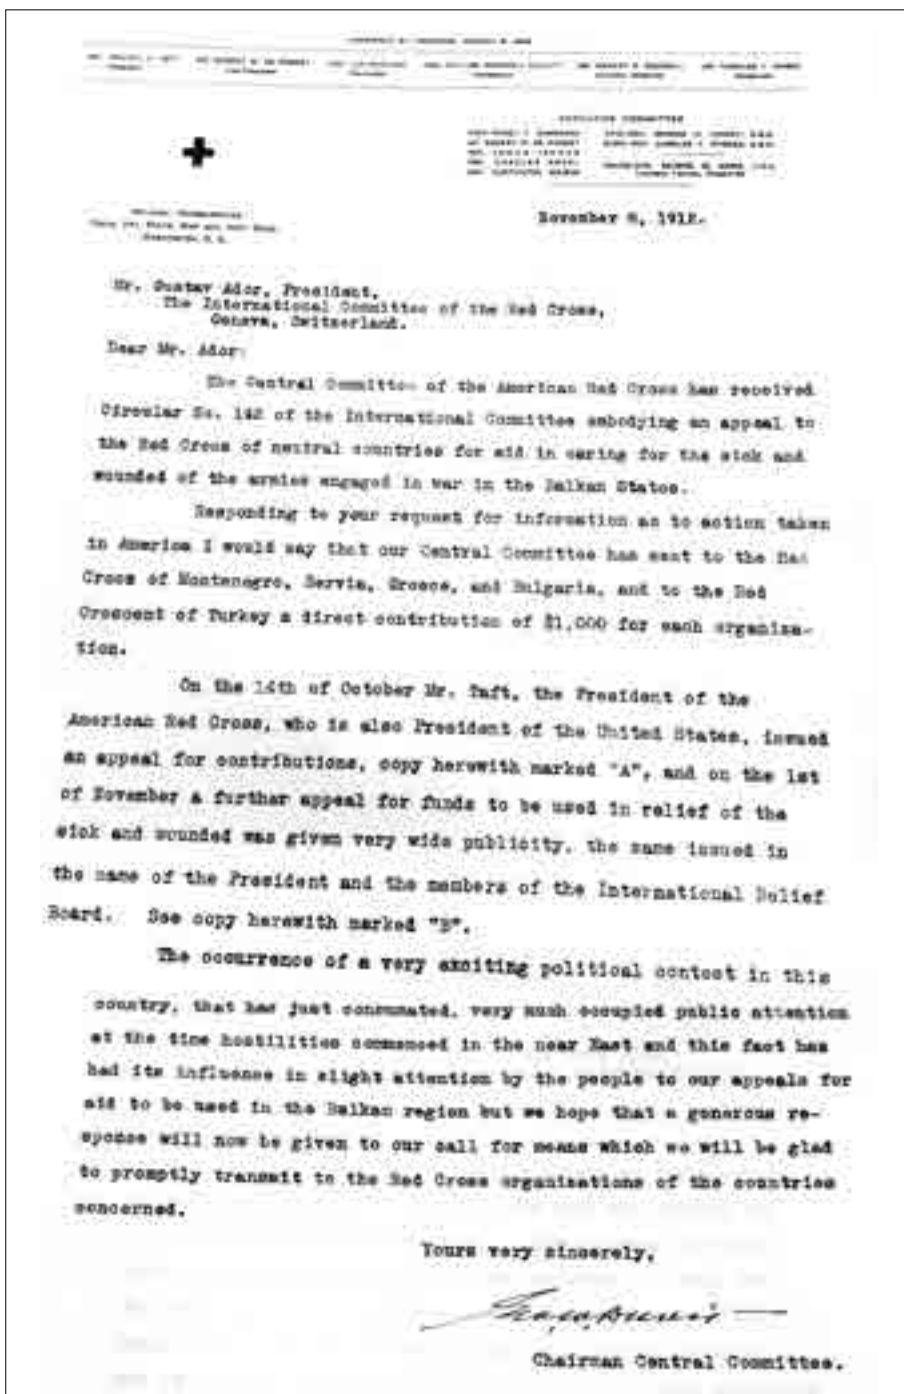 EXECUTIVE COMMITTEE
November 8, 1912.
Mr. Gustav Ador, President,
The International Committee of the Red Cross,
Geneva, Switzerland.
Dear Mr. Ador:
The Central Committee of the American Red Cross has received
Circular No. 142 of the International Committee embodying an appeal to
the Red Cross of neutral countries for aid in caring for the sick and
wounded of the armies engaged in war in the Balkan States.
Responding to your request for information as to action taken
in America I would say that our Central Committee has sent to the Red
Cross of Montenegro, Servia, Greece, and Bulgaria, and to the Red
Crescent of Turkey a direct contribution of $1,000 for each organiza-
tion.
On the 14th of October Mr. Taft, the President of the
American Red Cross, who is also President of the United States, issued
an appeal for contributions, copy herewith marked "A", and on the 1st
of November a further appeal for funds to be used in relief of the
sick and wounded was given very wide publicity, the same issued in
the name of the President and the members of the International Relief
Board. See copy herewith marked "B".
The occurrence of a very exciting political contest in this
country, that has just consumated, very much occupied public attention
at the time hostilities commenced in the near East and this fact has
had its influence in slight attention by the people to our appeals for
aid to be used in the Balkan region but we hope that a generous re-
sponse will now be given to our call for means which we will be glad
to promptly transmit to the Red Cross organizations of the countries
concerned.
Yours very sincerely,
Chairman Central Committee.